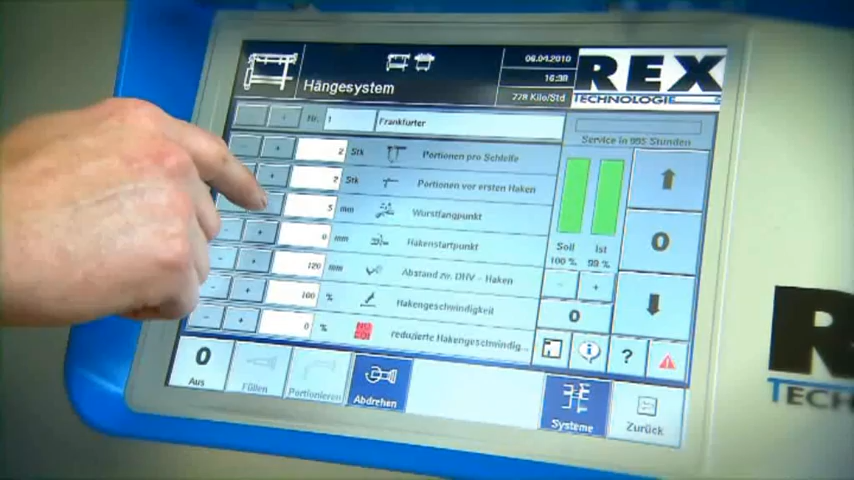 06.04.2010
16:38
Hängesystem
778 Kilo/Std
REX
TECHNOLOGIE
- + Nr. 1 Frankfurter
Service in 995 Stunden
- + 2 Stk Portionen pro Schleife
+ 2 Stk Portionen vor ersten Haken
5 mm Wurstfangpunkt
+ 0 mm Hakenstartpunkt
- + 120 mm Abstand zw. DHV - Haken
- + 100 % Hakengeschwindigkeit
- + 0 % reduzierte Hakengeschwindig...
Soll Ist
100 % 99 %
- +
0
0
?
0
Aus
Füllen
Portionieren
Abdrehen
Systeme
Zurück
R
TECH